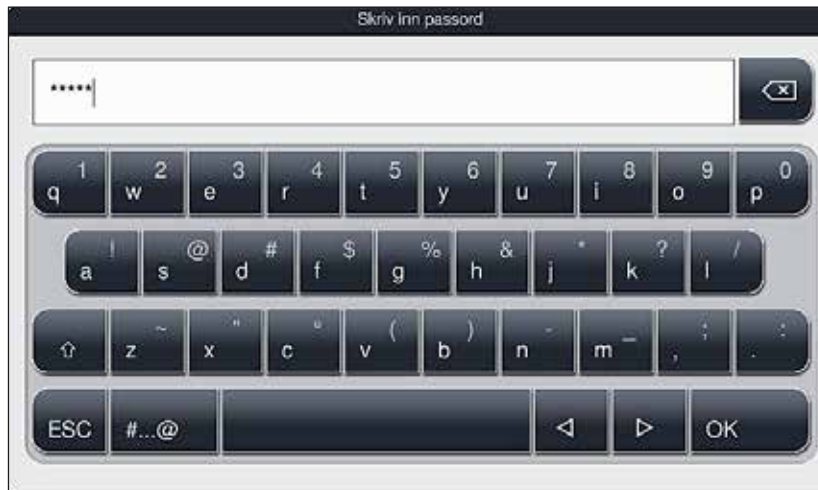 Skriv inn passord
*****
1 2 3 4 5 6 7 8 9 0
q w e r t y u i o p
! @ # $ % & * ? /
a s d f g h j k l
~ " º ( ) - _ ; :
z x c v b n m , .
ESC #...@ OK